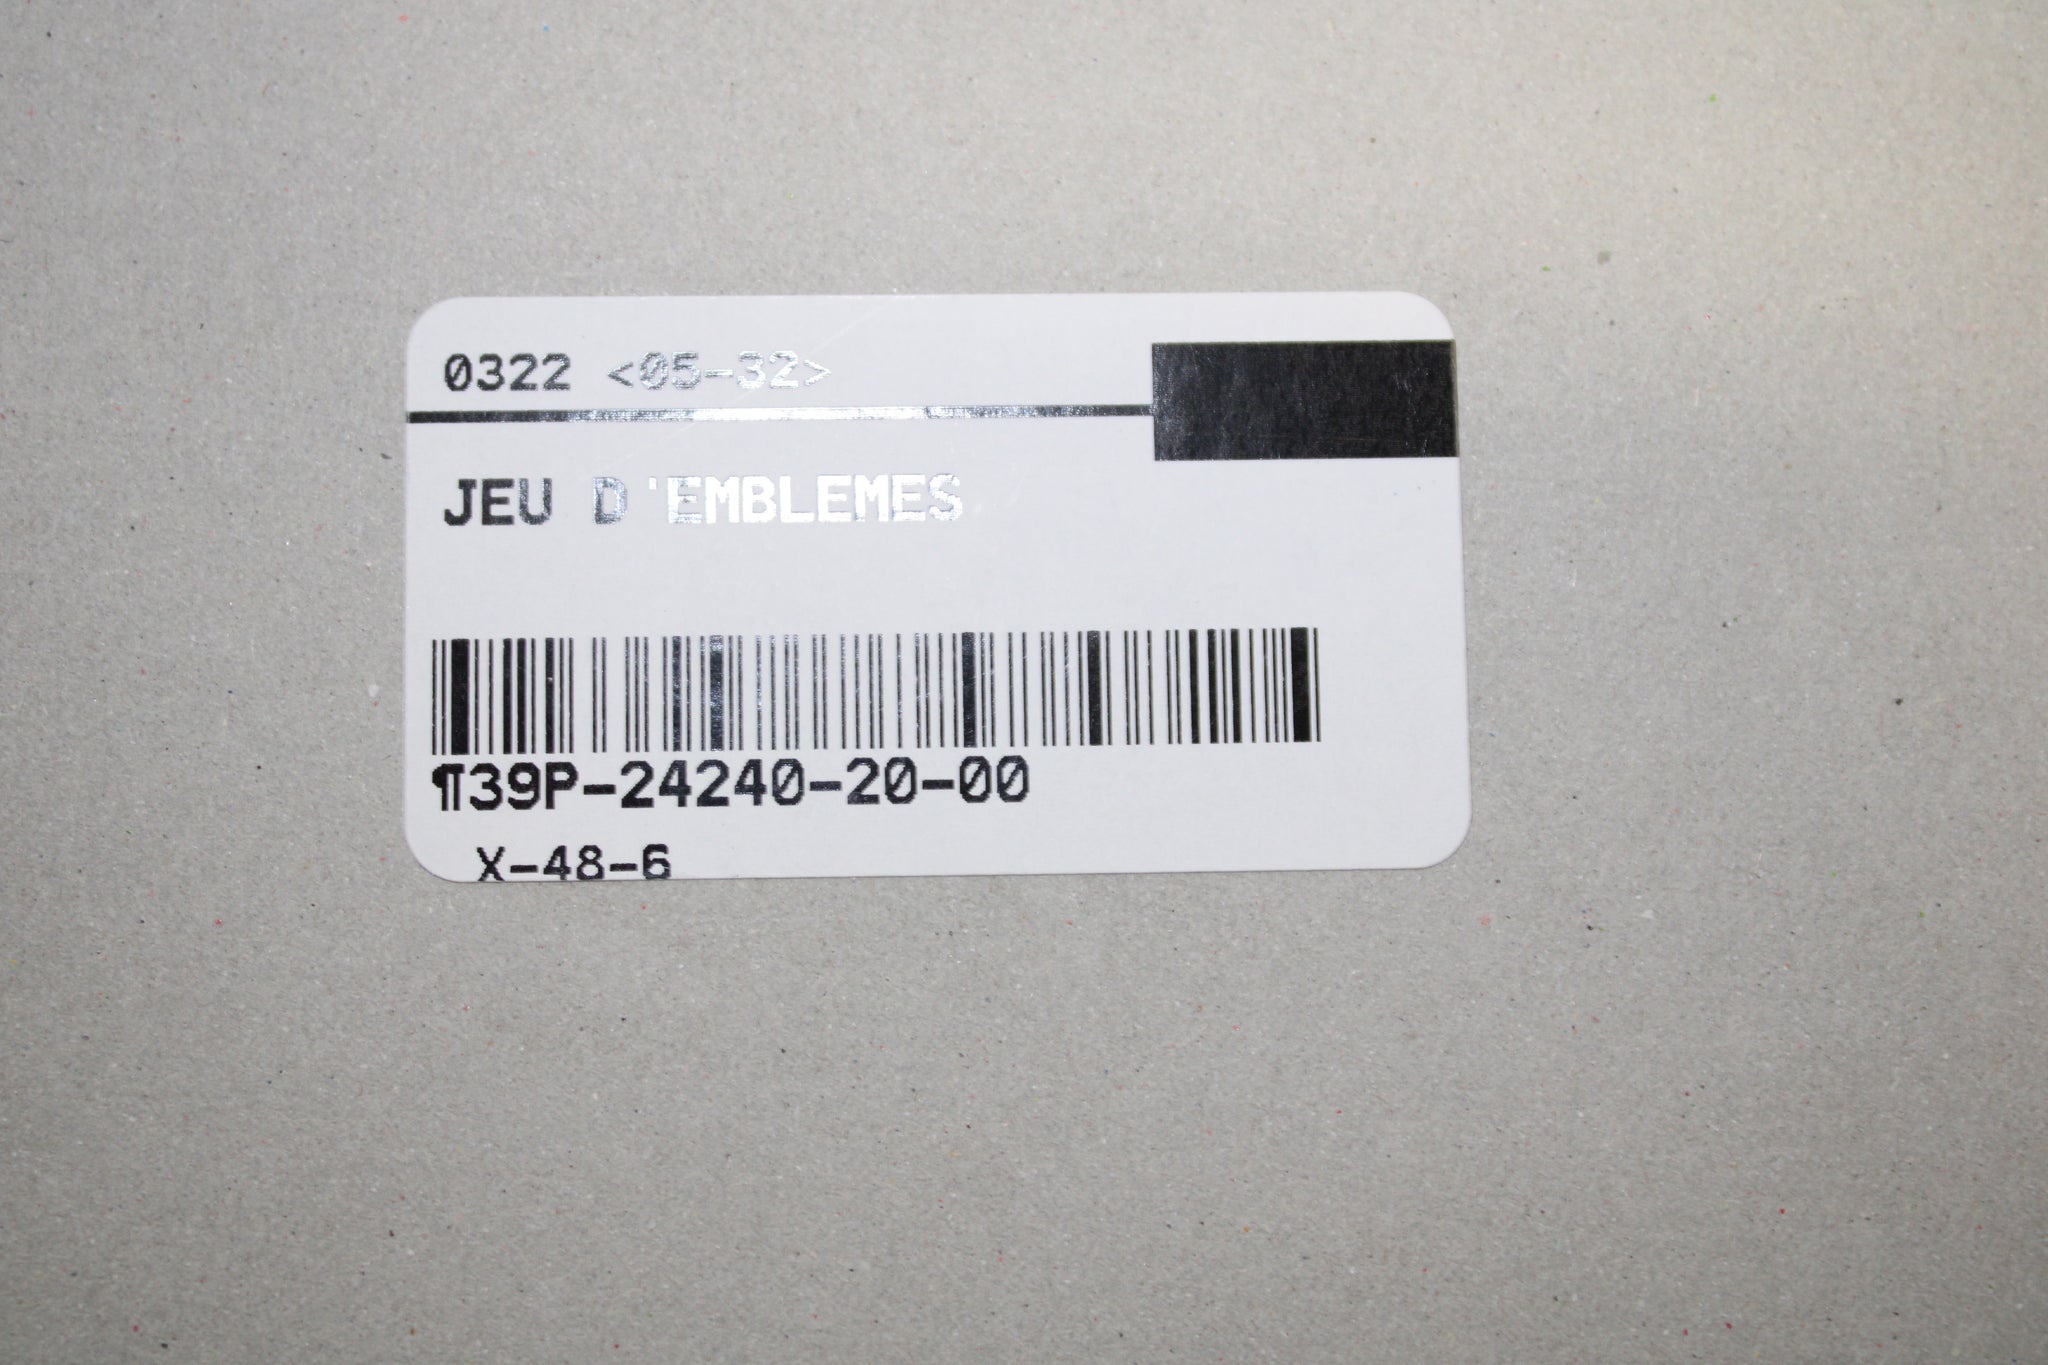 0322 <05-32>
JEU D'EMBLEMES
¶39P-24240-20-00
X-48-6